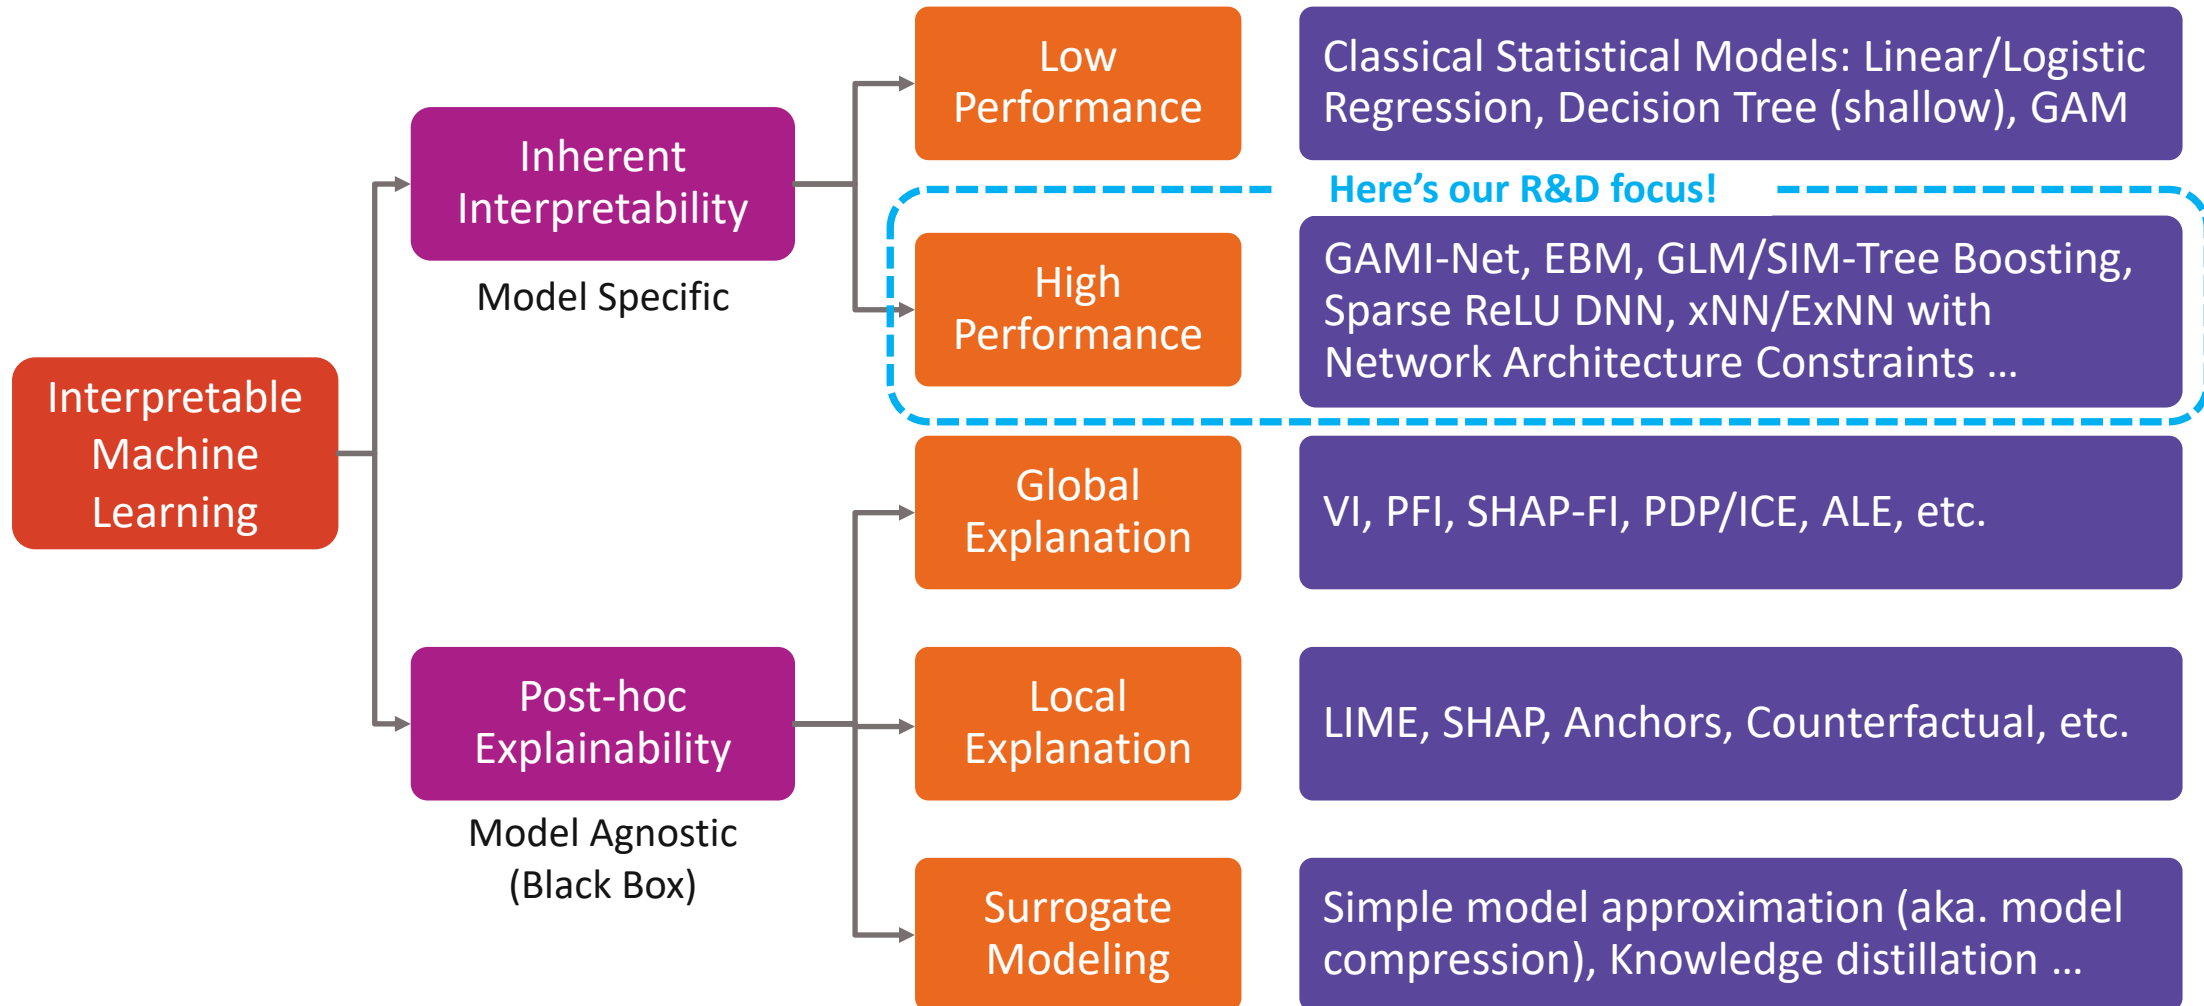 Interpretable
Machine
Learning
Inherent
Interpretability
Model Specific
Low
Performance
Classical Statistical Models: Linear/Logistic
Regression, Decision Tree (shallow), GAM
Here’s our R&D focus!
High
Performance
GAMI-Net, EBM, GLM/SIM-Tree Boosting,
Sparse ReLU DNN, xNN/ExNN with
Network Architecture Constraints ...
Post-hoc
Explainability
Model Agnostic
(Black Box)
Global
Explanation
VI, PFI, SHAP-FI, PDP/ICE, ALE, etc.
Local
Explanation
LIME, SHAP, Anchors, Counterfactual, etc.
Surrogate
Modeling
Simple model approximation (aka. model
compression), Knowledge distillation ...